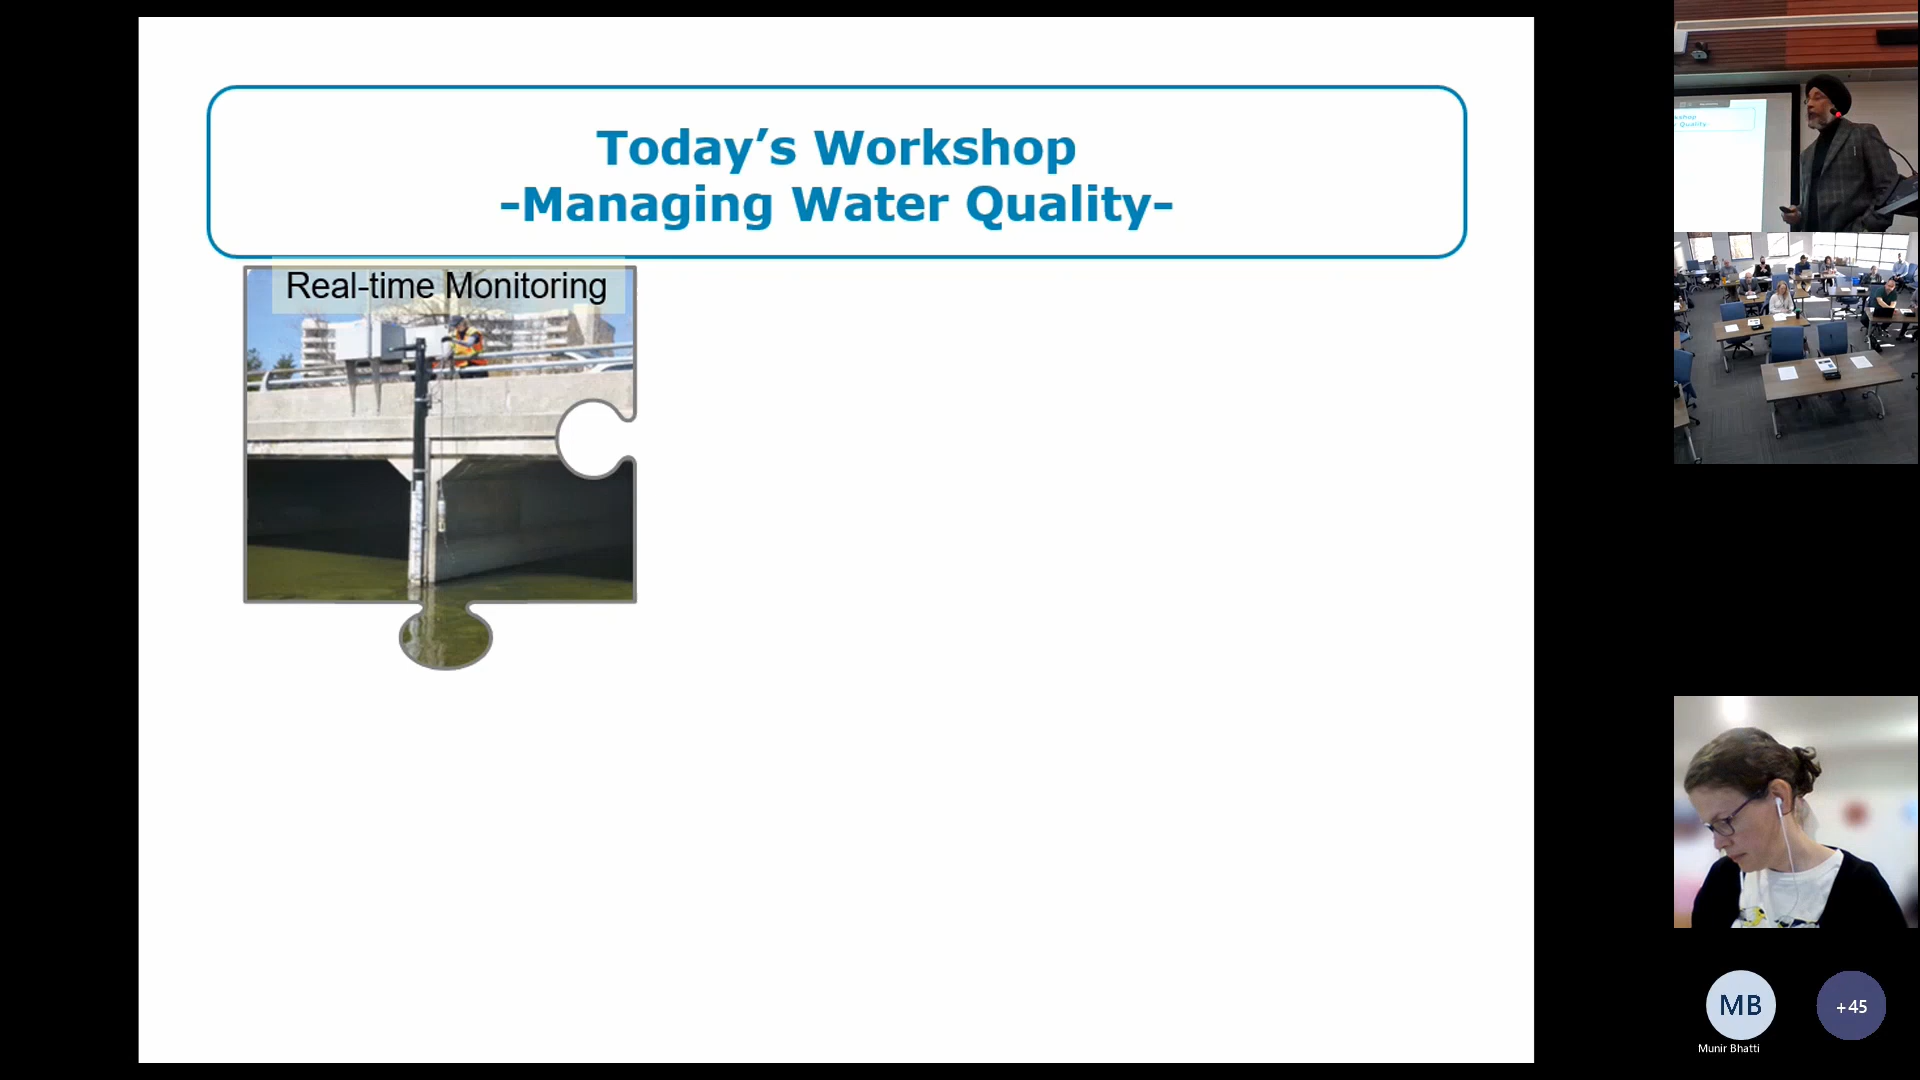 Today’s Workshop
-Managing Water Quality-
Real-time Monitoring
MB
+45
Munir Bhatti